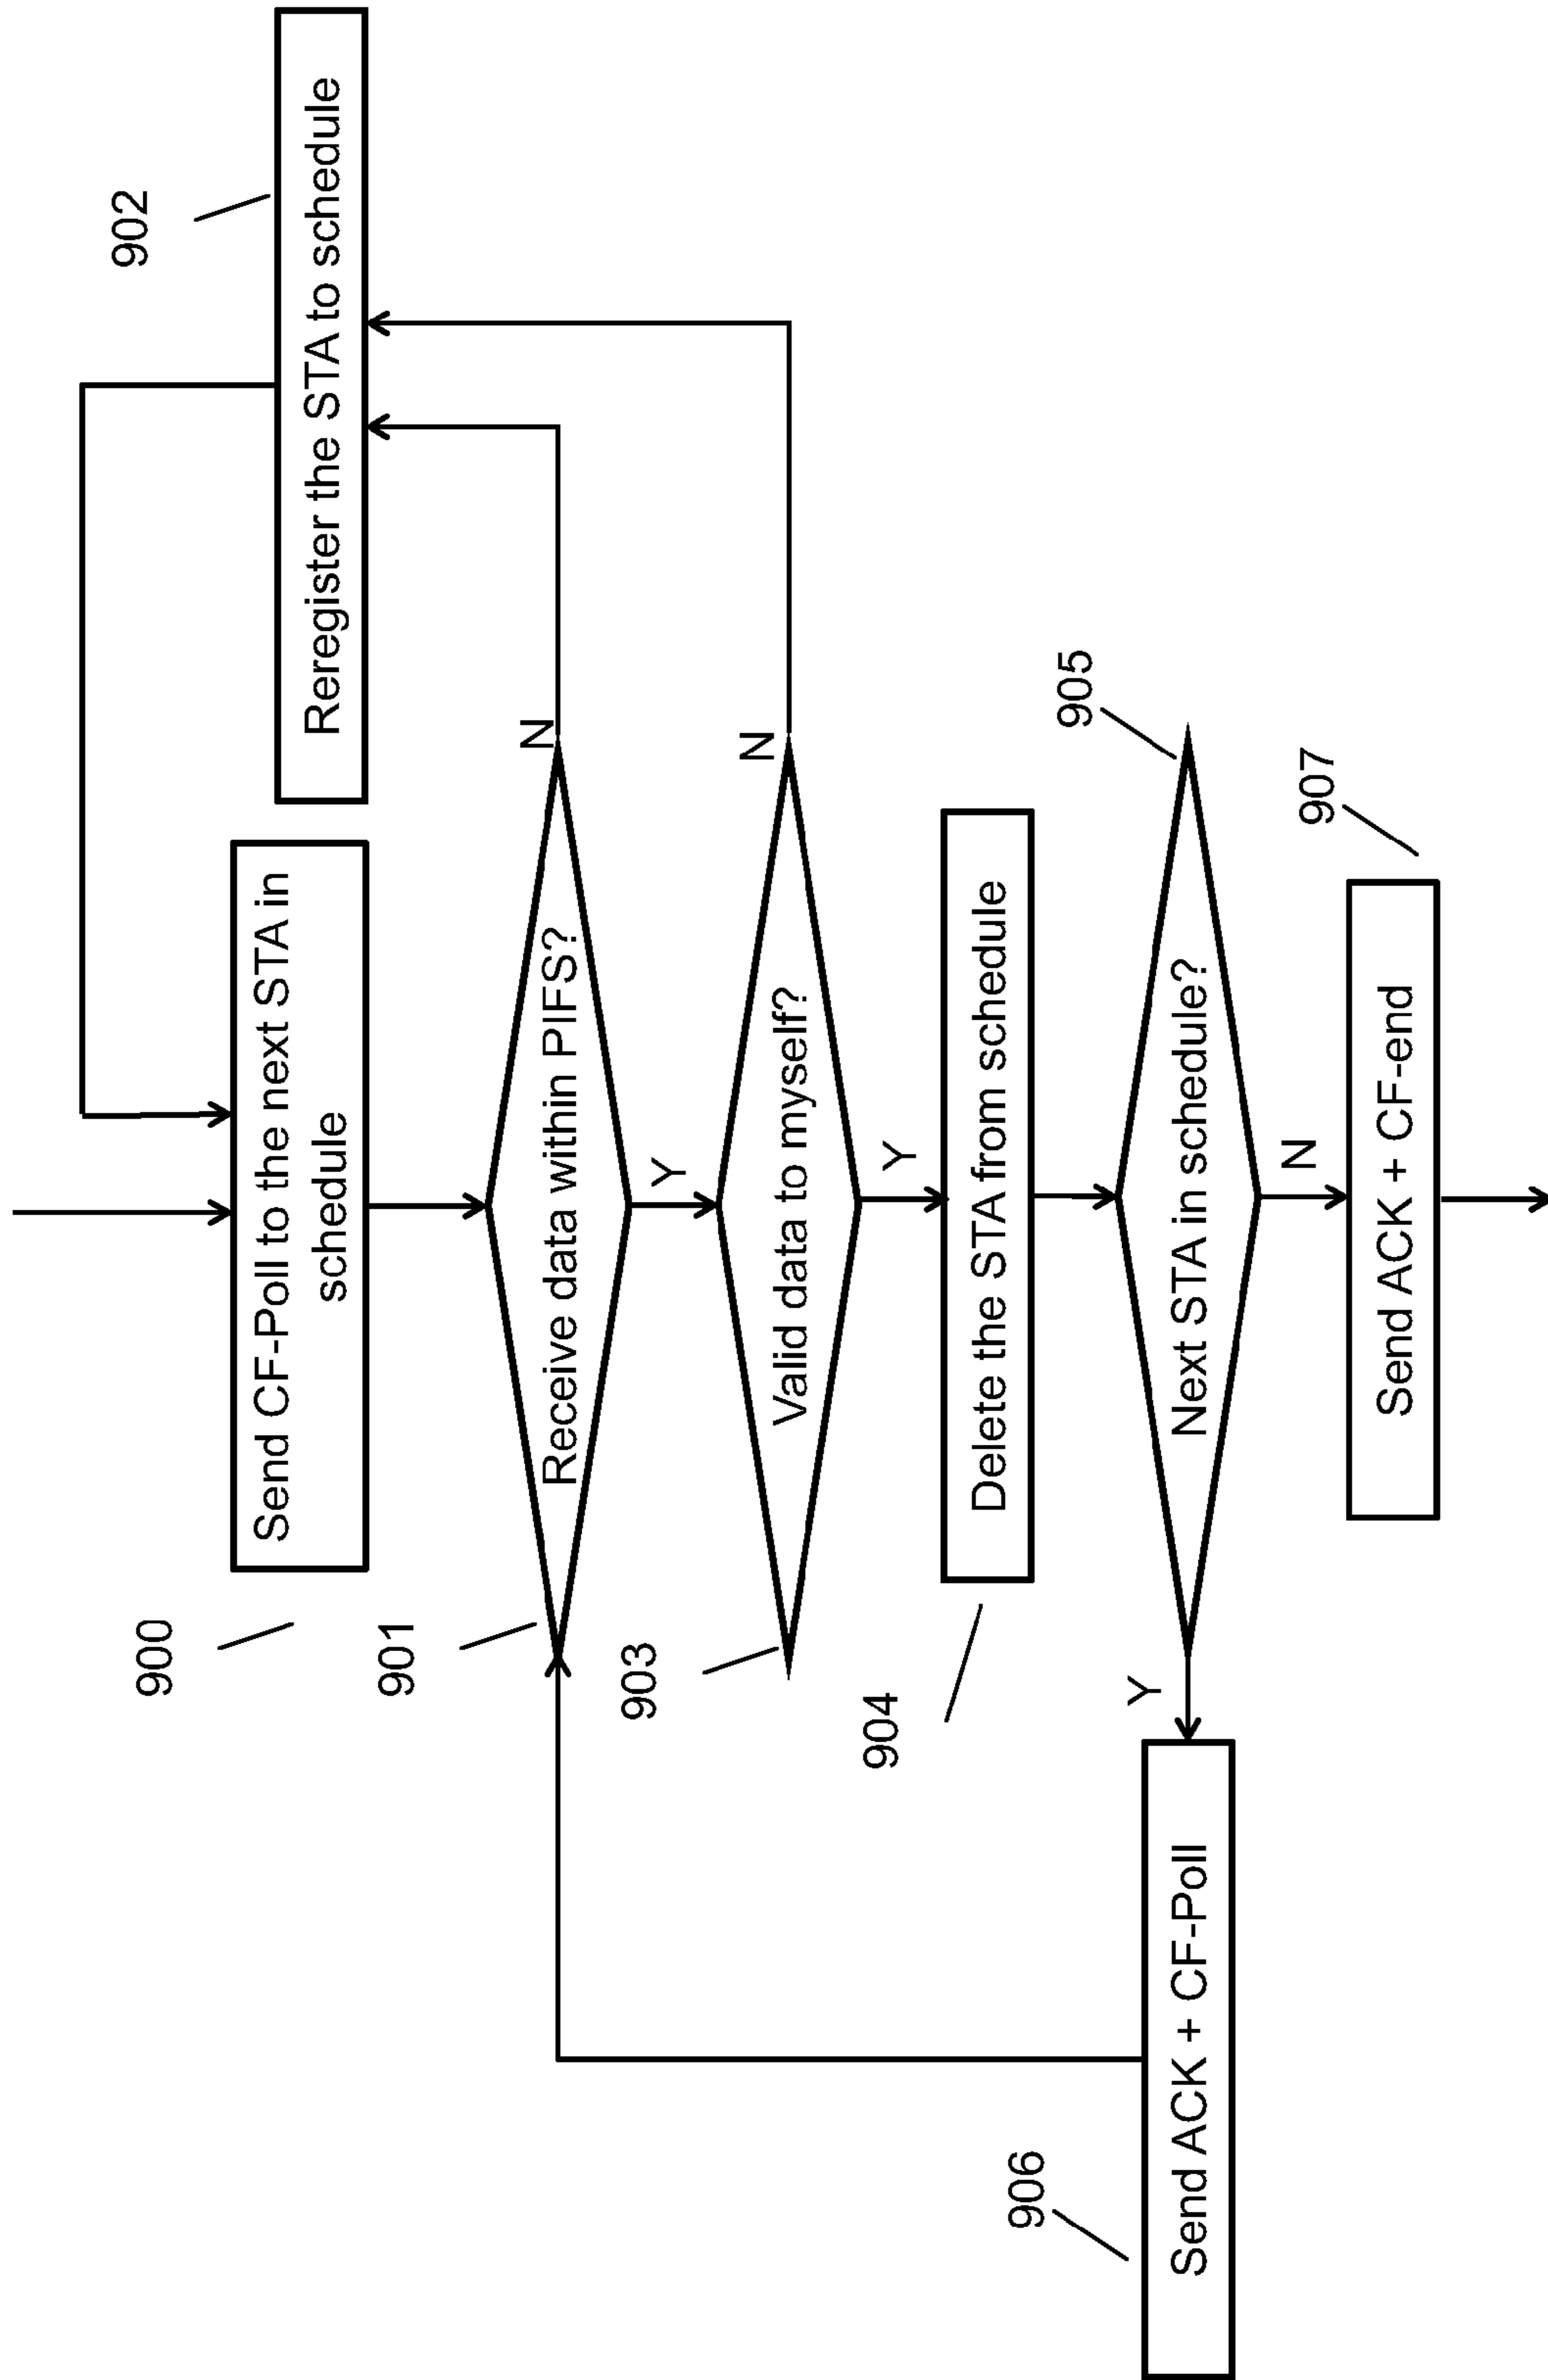 900
Send CF-Poll to the next STA in
schedule
902
Reregister the STA to schedule
901
Receive data within PIFS?
N
Y
903
Valid data to myself?
N
Y
904
Delete the STA from schedule
905
Next STA in schedule?
Y
N
906
Send ACK + CF-Poll
907
Send ACK + CF-end